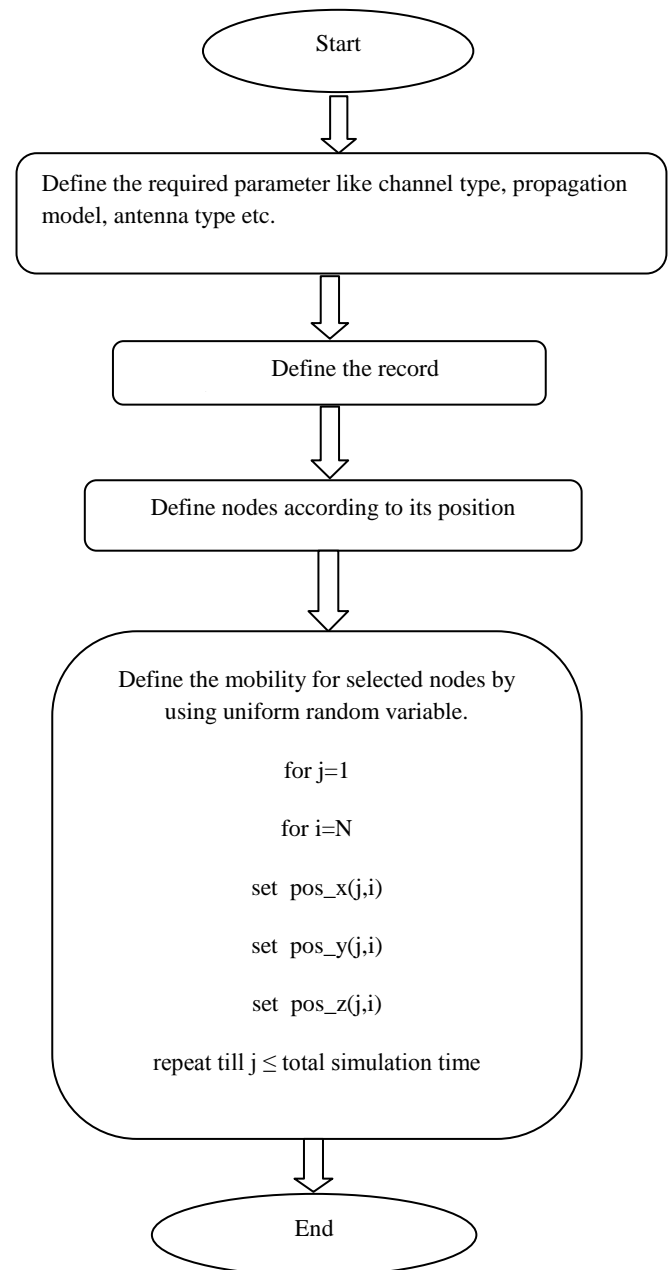 Start
Define the required parameter like channel type, propagation
model, antenna type etc.
Define the record
Define nodes according to its position
Define the mobility for selected nodes by
using uniform random variable.
for j=1
for i=N
set pos_x(j,i)
set pos_y(j,i)
set pos_z(j,i)
repeat till j ≤ total simulation time
End